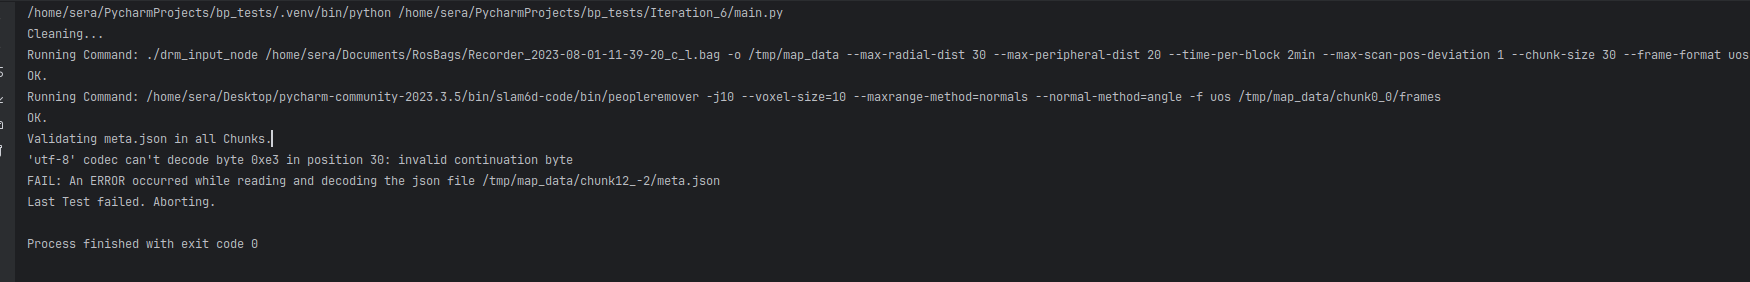 /home/sera/PycharmProjects/bp_tests/.venv/bin/python /home/sera/PycharmProjects/bp_tests/Iteration_6/main.py
Cleaning...
Running Command: ./drm_input_node /home/sera/Documents/RosBags/Recorder_2023-08-01-11-39-20_c_l.bag -o /tmp/map_data --max-radial-dist 30 --max-peripheral-dist 20 --time-per-block 2min --max-scan-pos-deviation 1 --chunk-size 30 --frame-format uos
OK.
Running Command: /home/sera/Desktop/pycharm-community-2023.3.5/bin/slam6d-code/bin/peopleremover -j10 --voxel-size=10 --maxrange-method=normals --normal-method=angle -f uos /tmp/map_data/chunk0_0/frames
OK.
Validating meta.json in all Chunks.
'utf-8' codec can't decode byte 0xe3 in position 30: invalid continuation byte
FAIL: An ERROR occurred while reading and decoding the json file /tmp/map_data/chunk12_-2/meta.json
Last Test failed. Aborting.
Process finished with exit code 0